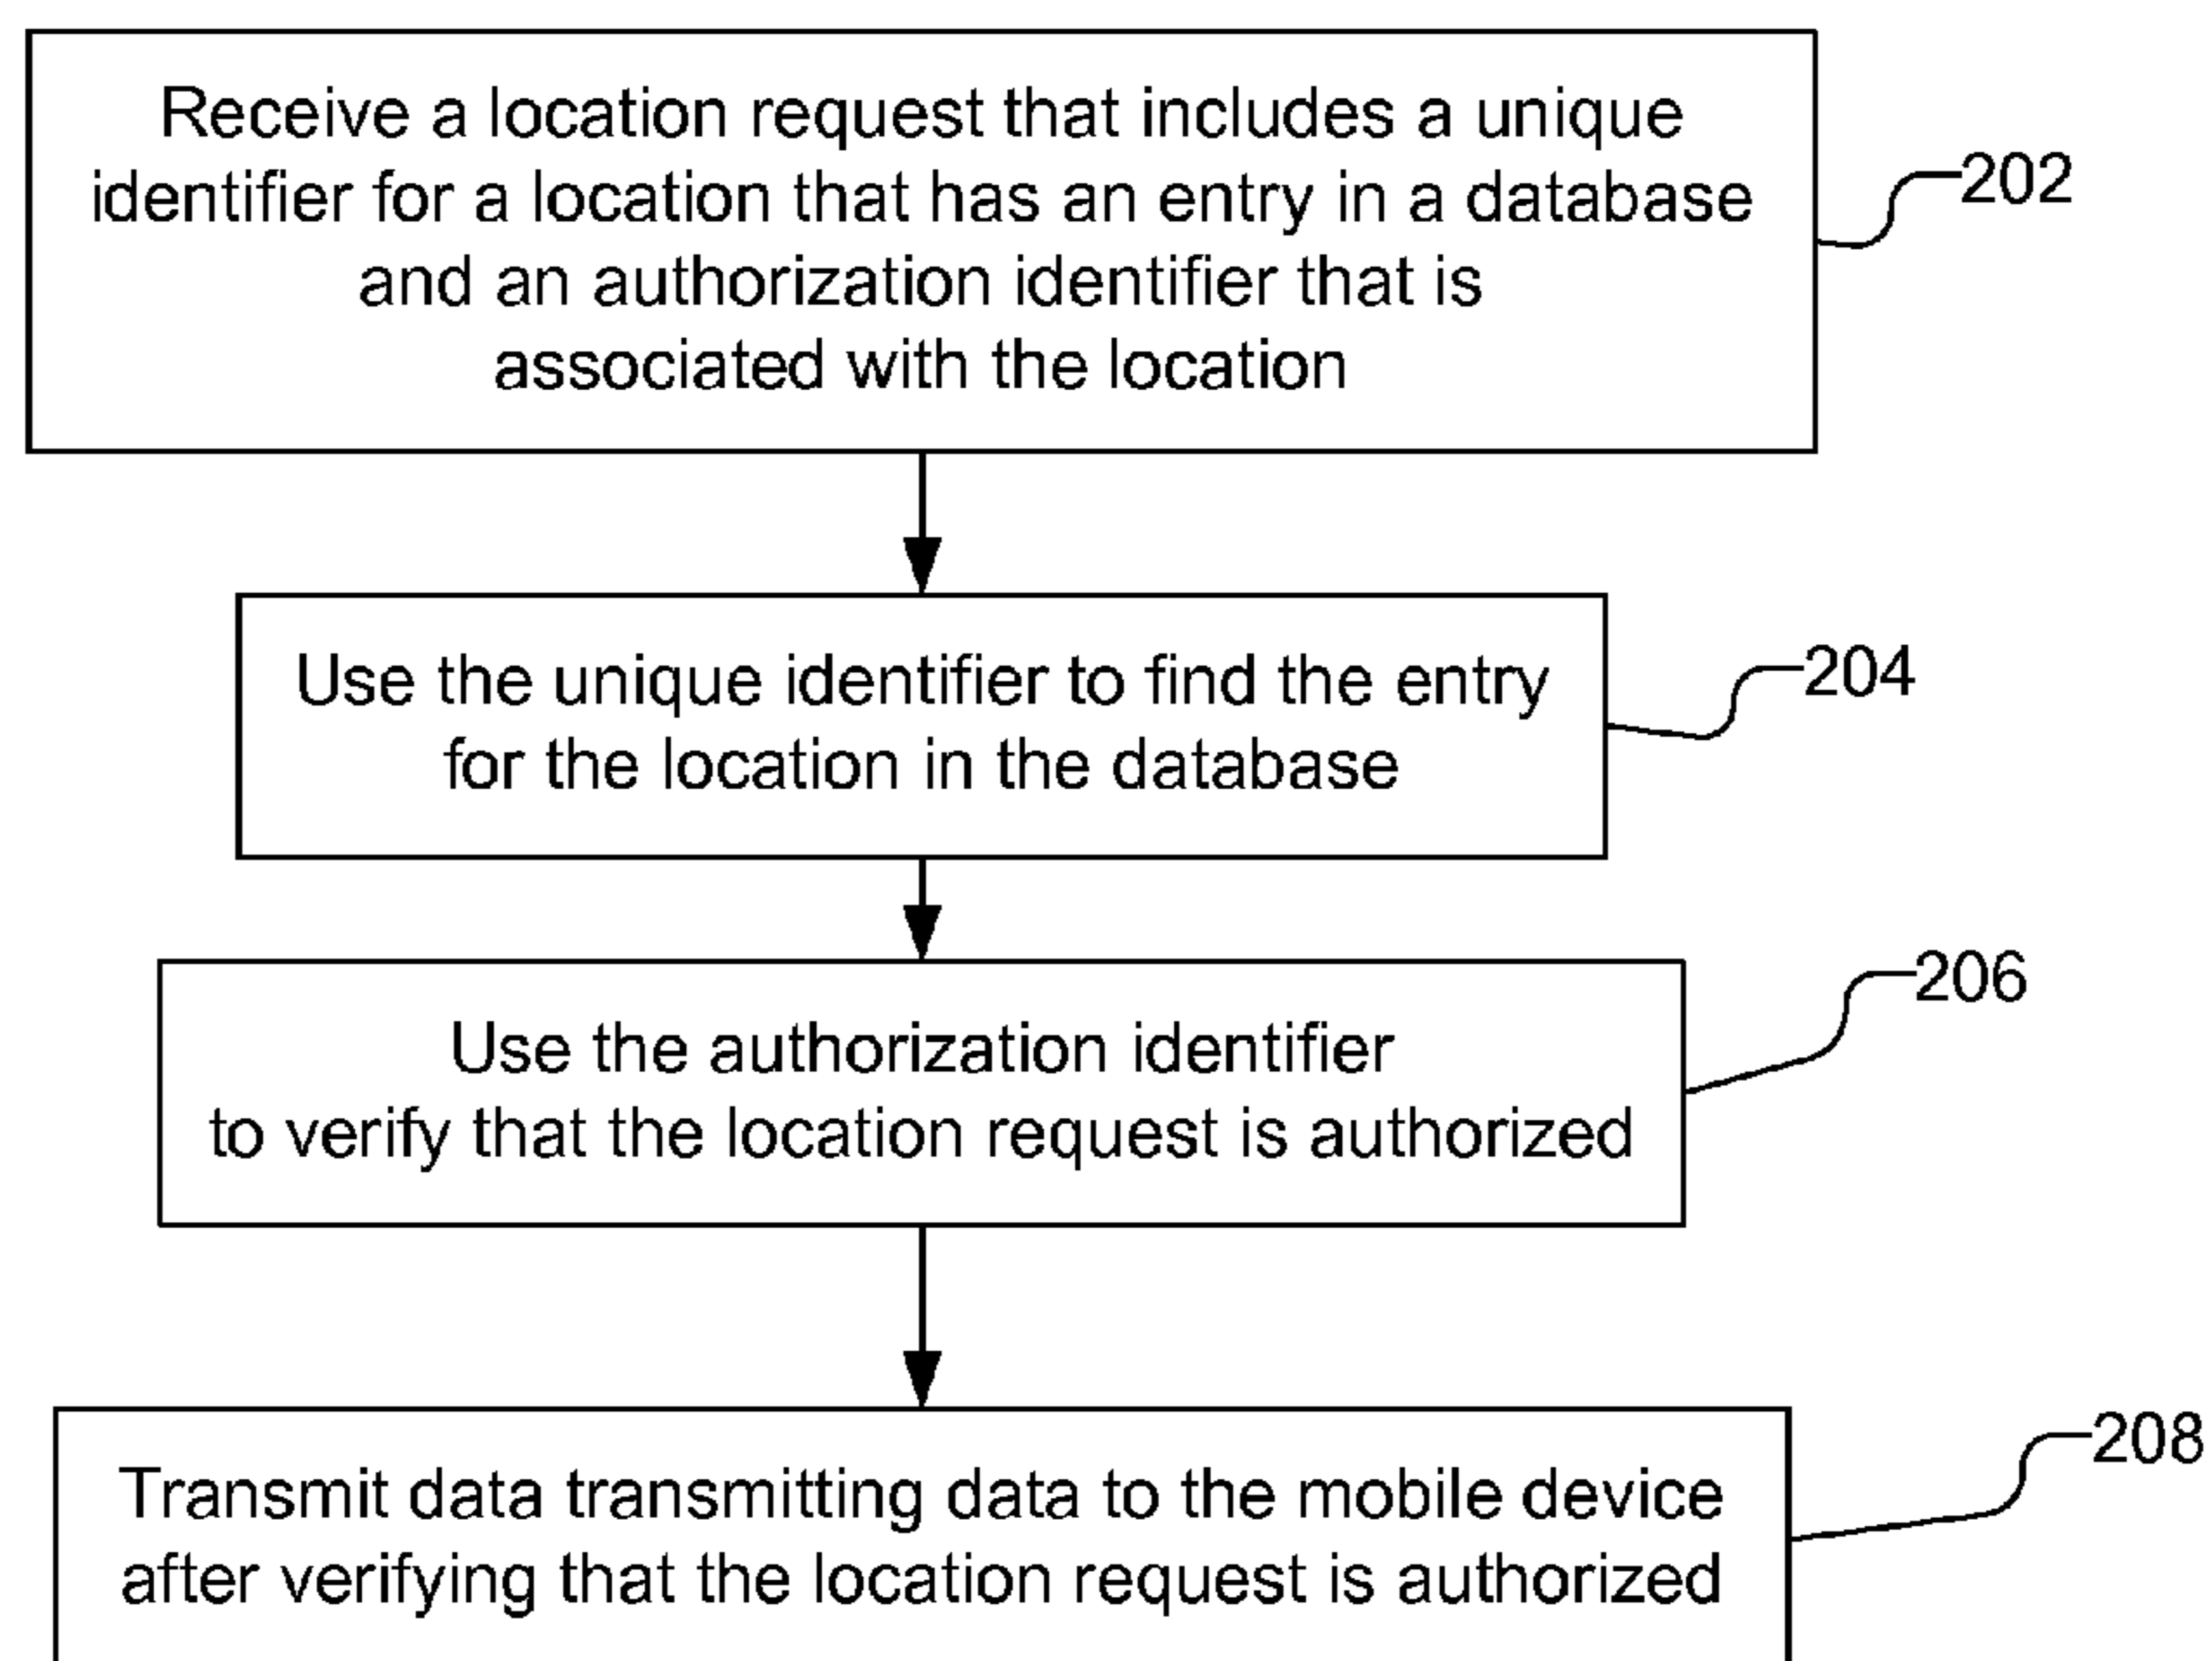 Receive a location request that includes a unique
identifier for a location that has an entry in a database
and an authorization identifier that is
associated with the location
202
Use the unique identifier to find the entry
for the location in the database
204
Use the authorization identifier
to verify that the location request is authorized
206
Transmit data transmitting data to the mobile device
after verifying that the location request is authorized
208